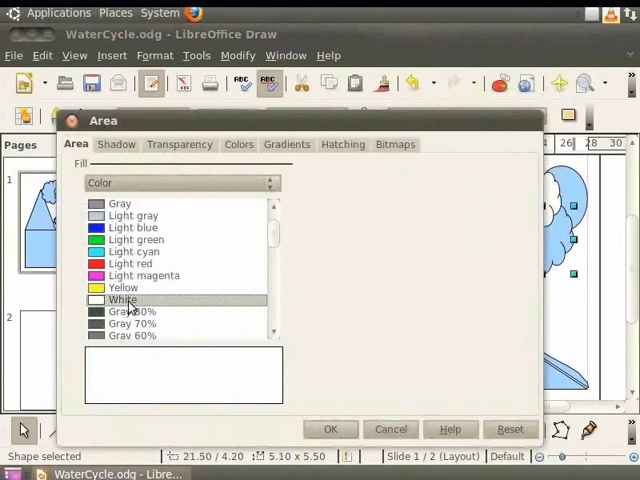 Applications Places System
WaterCycle.odg - LibreOffice Draw
File Edit View Insert Format Tools Modify Window Help
Area
Pages
Area Shadow Transparency Colors Gradients Hatching Bitmaps
26 28 30
Fill
1
Color
Gray
Light gray
Light blue
Light green
Light cyan
Light red
Light magenta
Yellow
White
Gray 80%
2
Gray 70%
Gray 60%
OK Cancel Help Reset
Shape selected 21.50 / 4.20 5.10 x 5.50 Slide 1 / 2 (Layout) Default
WaterCycle.odg - Libre...